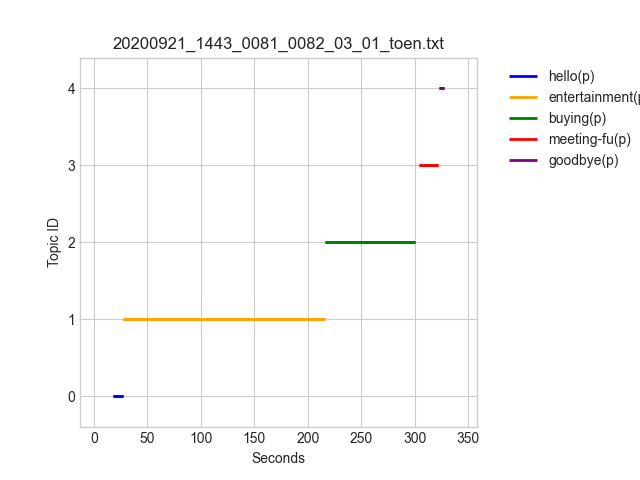 20200921_1443_0081_0082_03_01_toen.txt
hello(p)
entertainment(p
buying(p)
meeting-fu(p)
goodbye(p)
Topic ID
4
3
2
1
0
0 50 100 150 200 250 300 350
Seconds